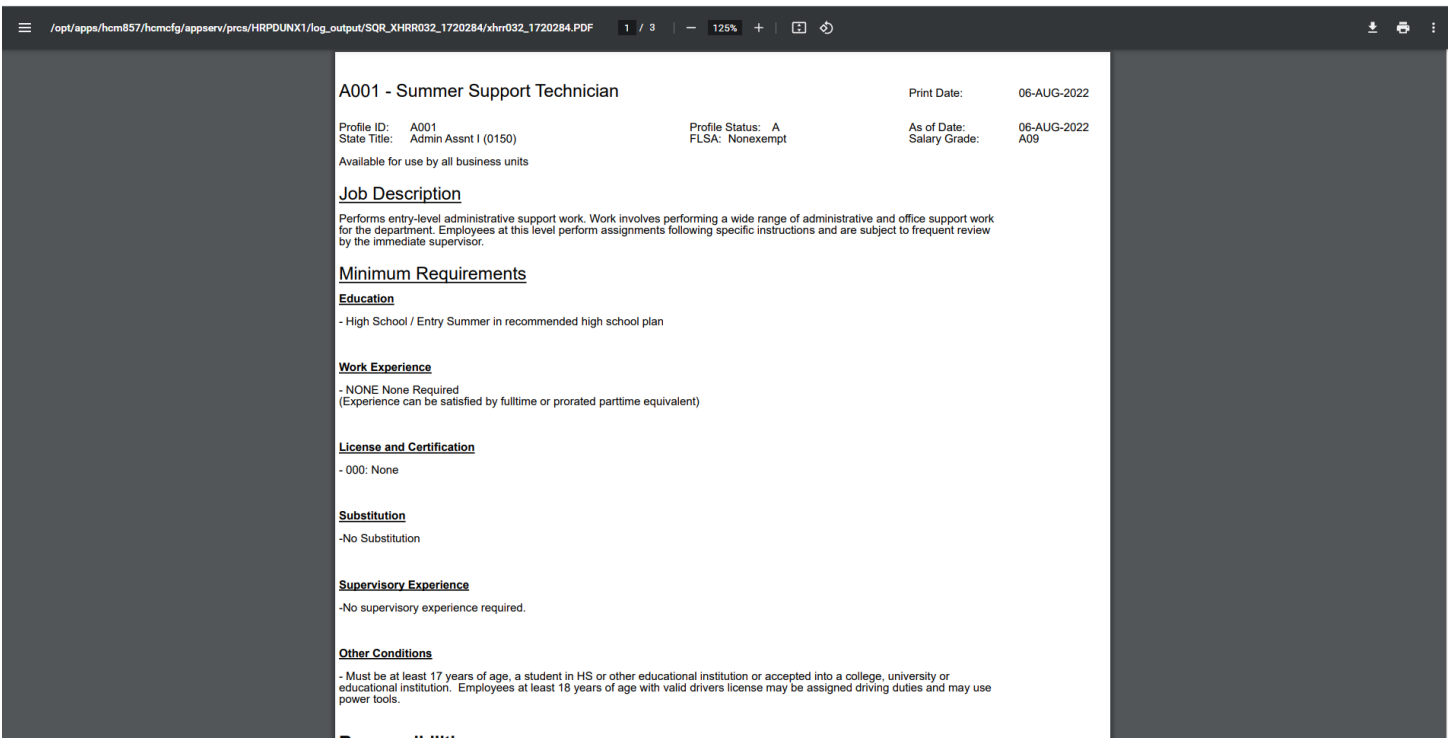 /opt/apps/hcm857/hcmcfg/appserv/prcs/HRPDUNX1/log_output/SQR_XHRR032_1720284/xhrr032_1720284.PDF 1 / 3 125%
A001 - Summer Support Technician Print Date: 06-AUG-2022
Profile ID: A001 Profile Status: A As of Date: 06-AUG-2022
State Title: Admin Assnt I (0150) FLSA: Nonexempt Salary Grade: A09
Available for use by all business units
Job Description
Performs entry-level administrative support work. Work involves performing a wide range of administrative and office support work
for the department. Employees at this level perform assignments following specific instructions and are subject to frequent review
by the immediate supervisor.
Minimum Requirements
Education
- High School / Entry Summer in recommended high school plan
Work Experience
- NONE None Required
(Experience can be satisfied by fulltime or prorated parttime equivalent)
License and Certification
- 000: None
Substitution
-No Substitution
Supervisory Experience
-No supervisory experience required.
Other Conditions
- Must be at least 17 years of age, a student in HS or other educational institution or accepted into a college, university or
educational institution. Employees at least 18 years of age with valid drivers license may be assigned driving duties and may use
power tools.